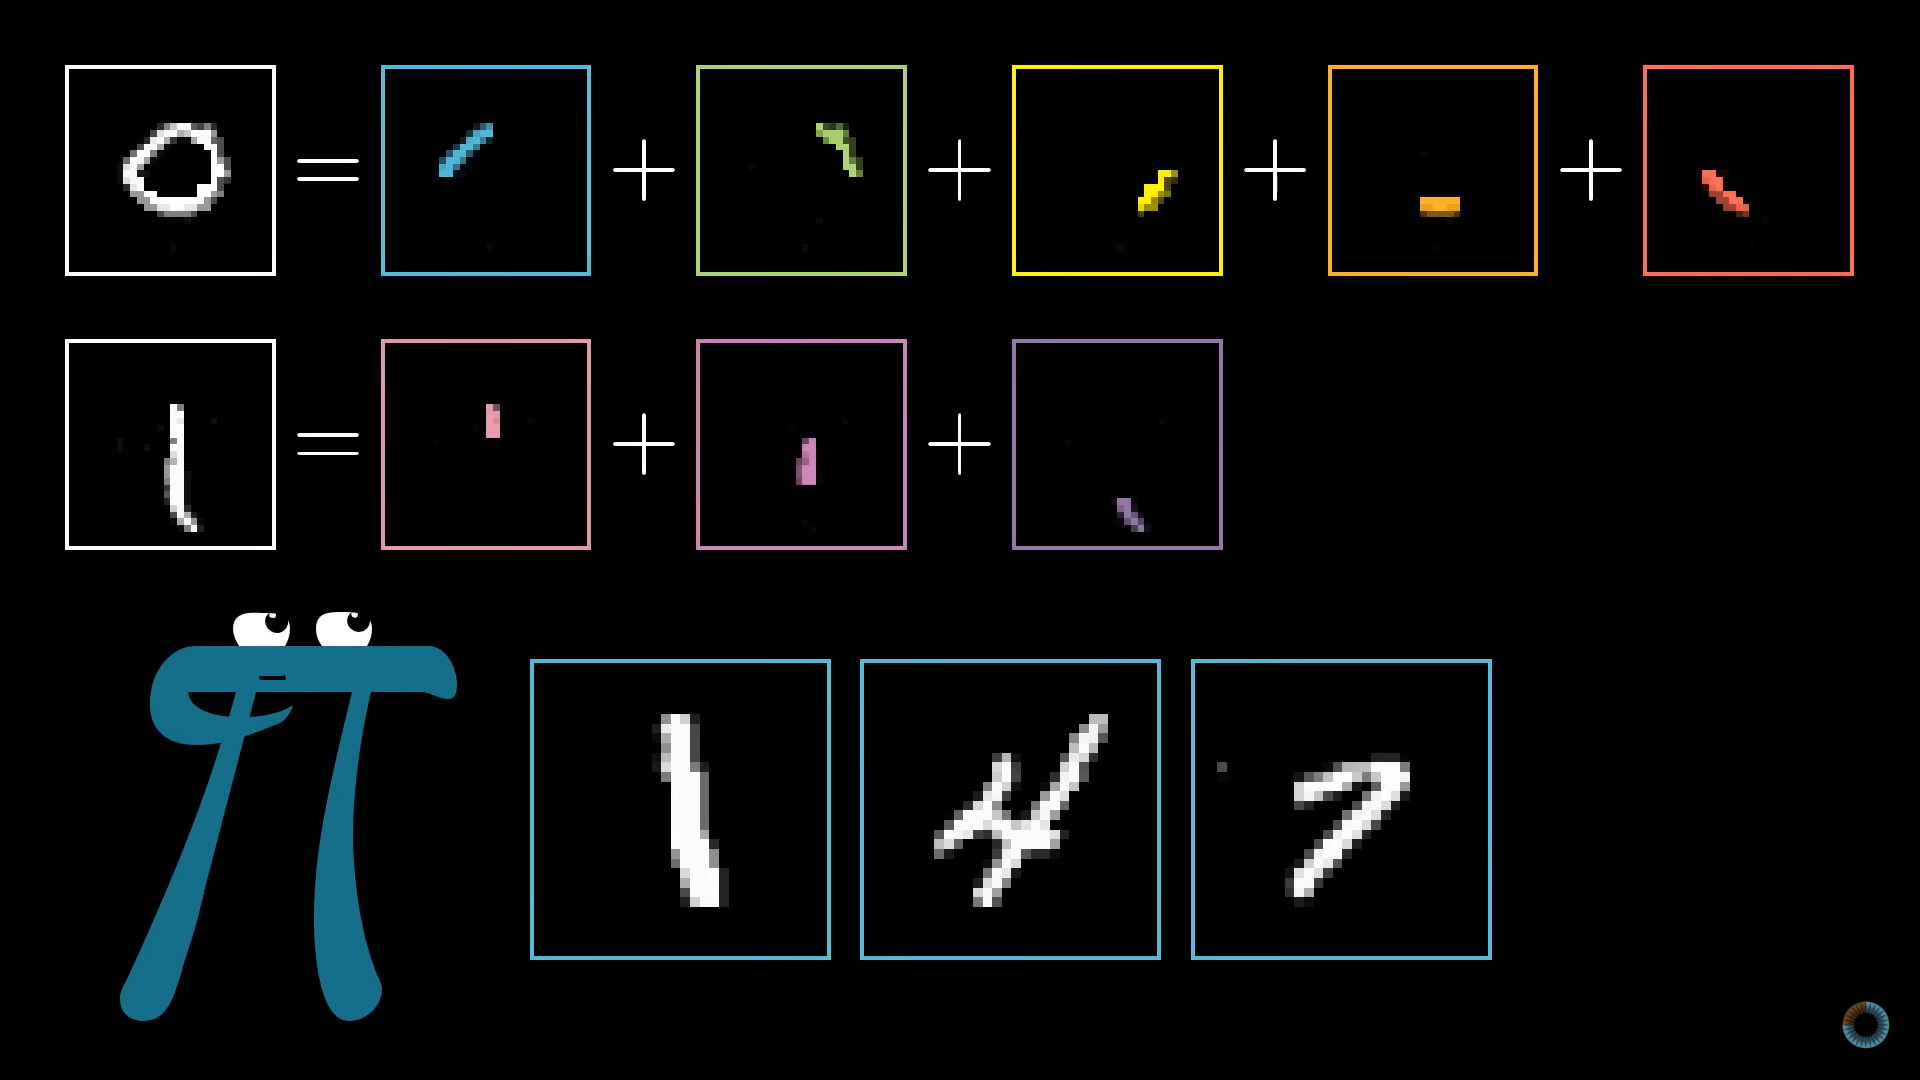 0 = + + + +
1 = + +
1 4 7